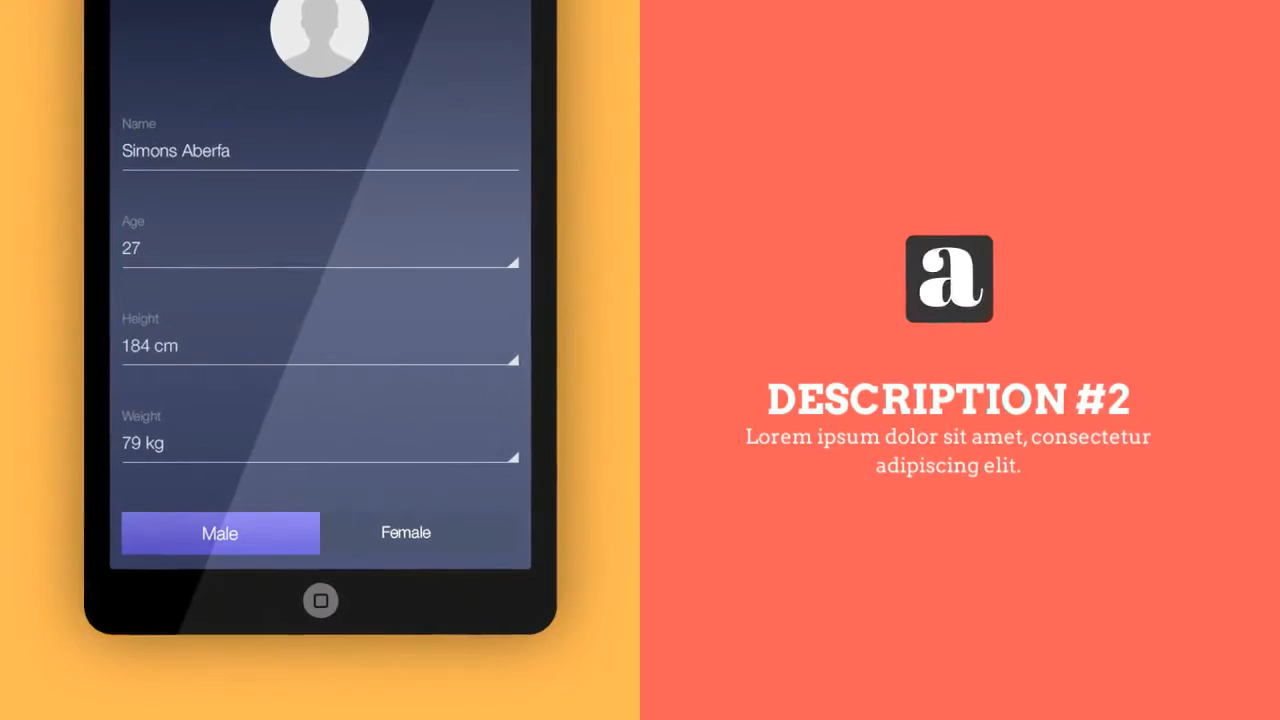 Name
Simons Aberfa
Age
27
Height
184 cm
Weight
79 kg
Male
Female
a
DESCRIPTION #2
Lorem ipsum dolor sit amet, consectetur
adipiscing elit.